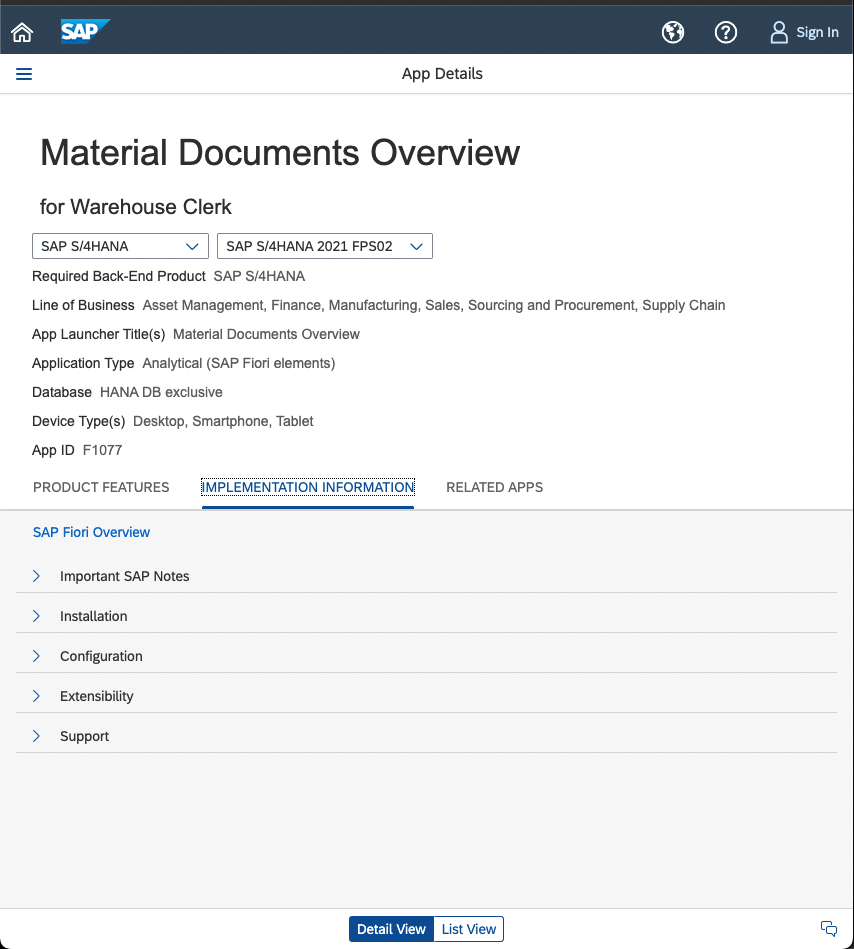 SAP
Sign In
App Details
Material Documents Overview
for Warehouse Clerk
SAP S/4HANA SAP S/4HANA 2021 FPS02
Required Back-End Product SAP S/4HANA
Line of Business Asset Management, Finance, Manufacturing, Sales, Sourcing and Procurement, Supply Chain
App Launcher Title(s) Material Documents Overview
Application Type Analytical (SAP Fiori elements)
Database HANA DB exclusive
Device Type(s) Desktop, Smartphone, Tablet
App ID F1077
PRODUCT FEATURES IMPLEMENTATION INFORMATION RELATED APPS
SAP Fiori Overview
Important SAP Notes
Installation
Configuration
Extensibility
Support
Detail View List View